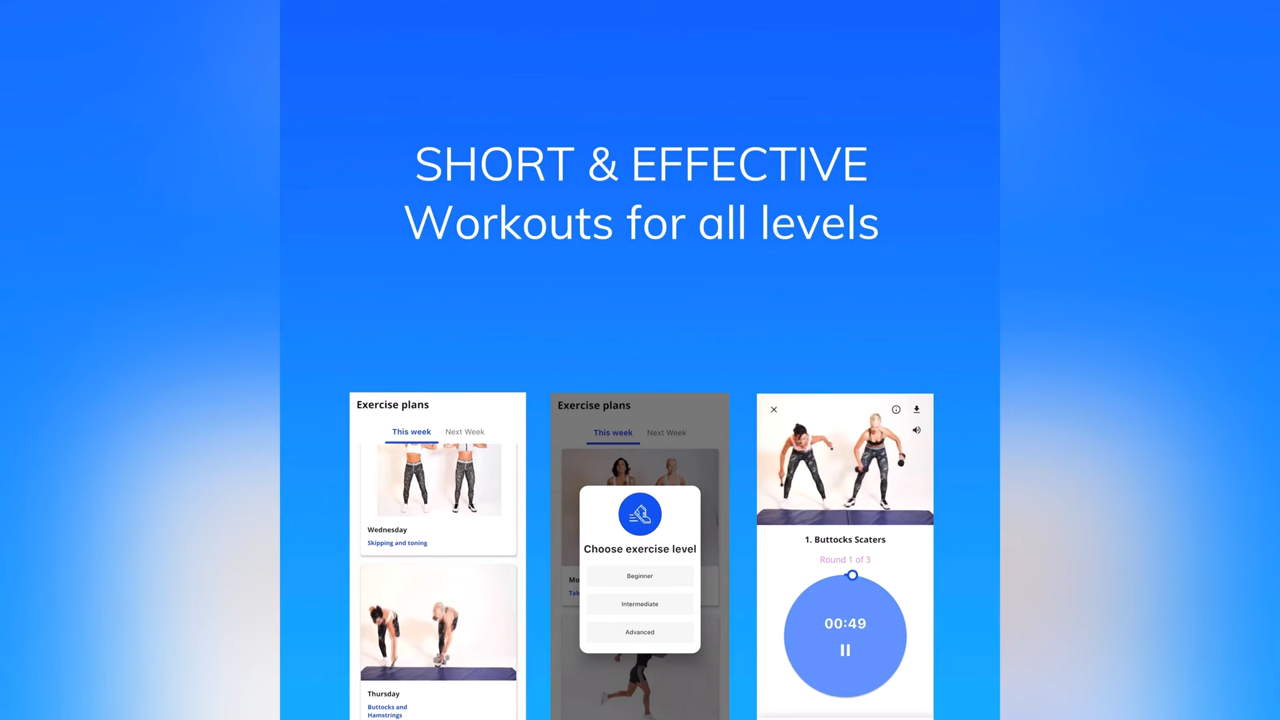 SHORT & EFFECTIVE
Workouts for all levels
Exercise plans
This week
Next Week
Wednesday
Skipping and toning
Thursday
Buttocks and
Hamstrings
Exercise plans
This week
Next Week
Choose exercise level
Beginner
Intermediate
Advanced
1. Buttocks Scaters
Round 1 of 3
00:49